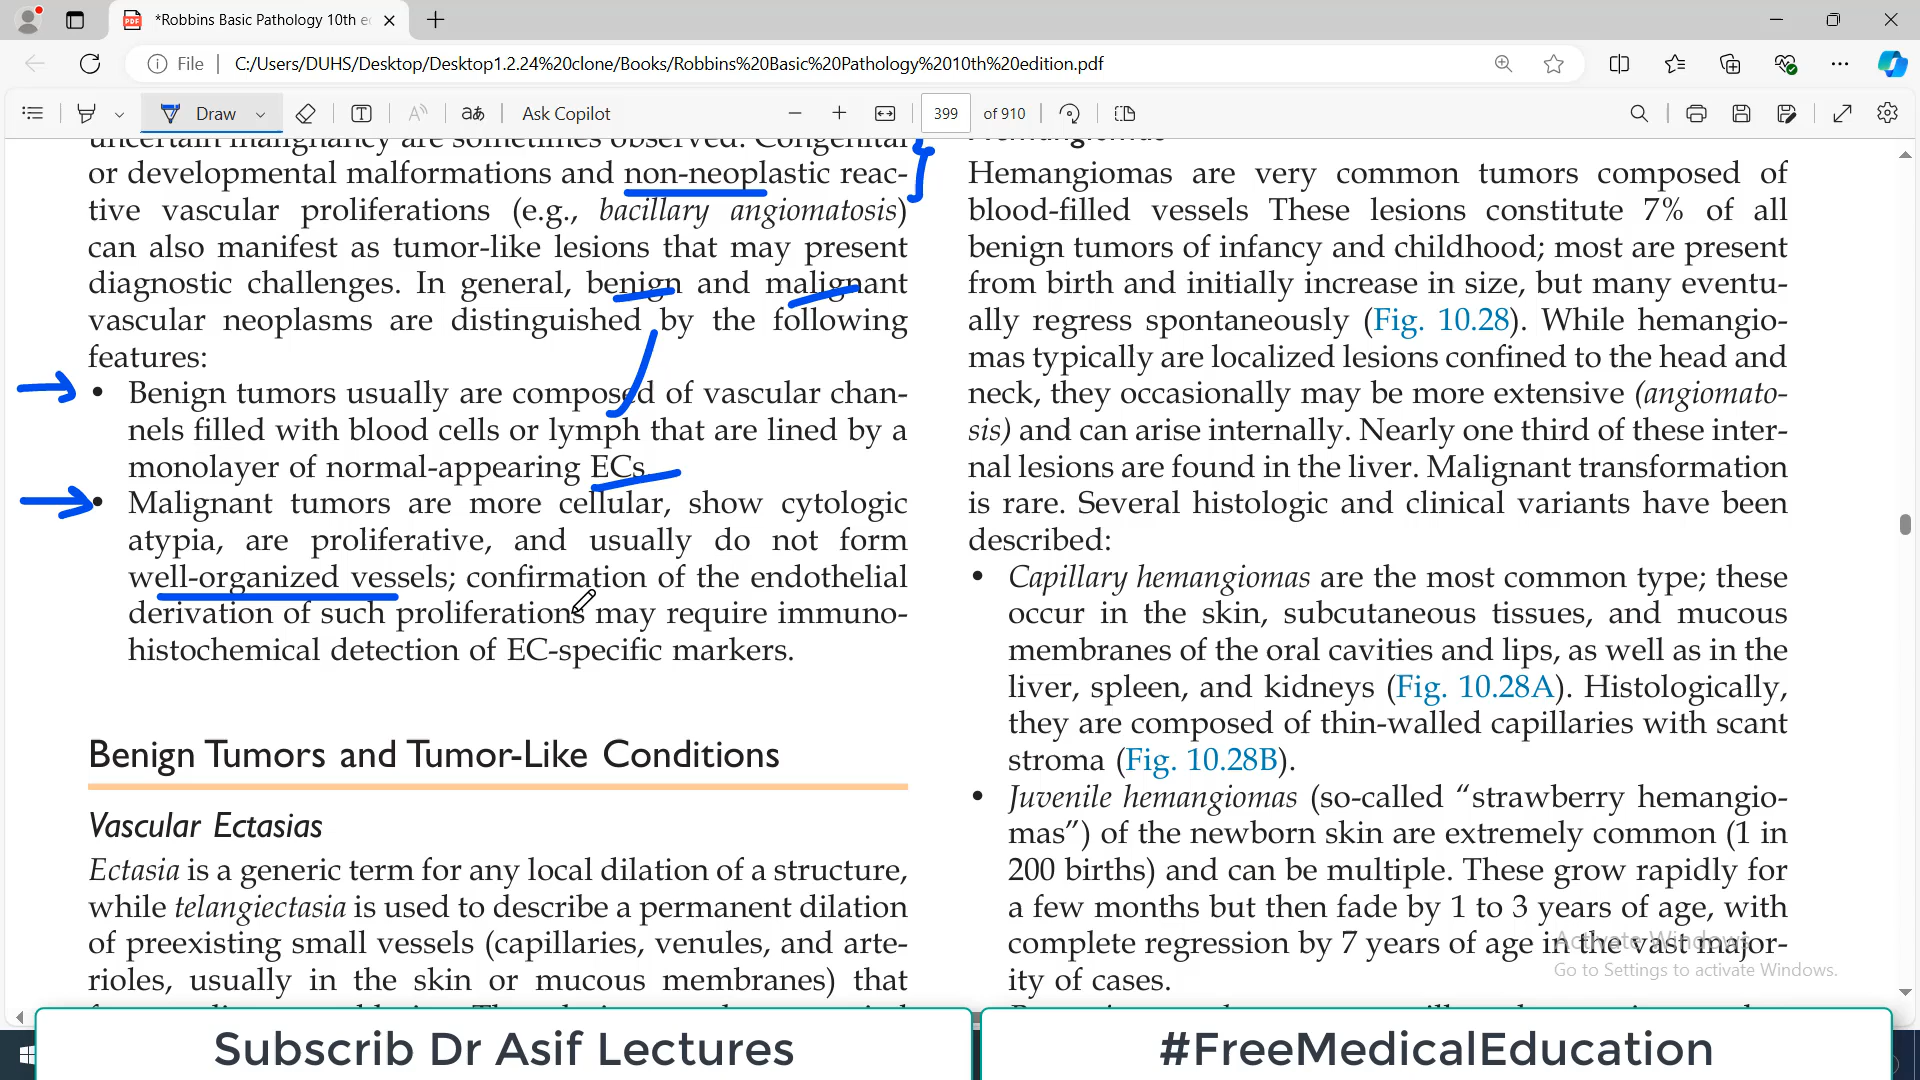 *Robbins Basic Pathology 10th e
File
C:/Users/DUHS/Desktop/Desktop1.2.24%20clone/Books/Robbins%20Basic%20Pathology%2010th%20edition.pdf
Draw
Ask Copilot
399
of 910
uncertain malignancy are sometimes observed. Congenital
or developmental malformations and non-neoplastic reac-
tive vascular proliferations (e.g., bacillary angiomatosis)
can also manifest as tumor-like lesions that may present
diagnostic challenges. In general, benign and malignant
vascular neoplasms are distinguished by the following
features:
• Benign tumors usually are composed of vascular chan-
nels filled with blood cells or lymph that are lined by a
monolayer of normal-appearing ECs.
• Malignant tumors are more cellular, show cytologic
atypia, are proliferative, and usually do not form
well-organized vessels; confirmation of the endothelial
derivation of such proliferations may require immuno-
histochemical detection of EC-specific markers.
Benign Tumors and Tumor-Like Conditions
Vascular Ectasias
Ectasia is a generic term for any local dilation of a structure,
while telangiectasia is used to describe a permanent dilation
of preexisting small vessels (capillaries, venules, and arte-
rioles, usually in the skin or mucous membranes) that
Hemangiomas
Hemangiomas are very common tumors composed of
blood-filled vessels These lesions constitute 7% of all
benign tumors of infancy and childhood; most are present
from birth and initially increase in size, but many eventu-
ally regress spontaneously (Fig. 10.28). While hemangio-
mas typically are localized lesions confined to the head and
neck, they occasionally may be more extensive (angiomato-
sis) and can arise internally. Nearly one third of these inter-
nal lesions are found in the liver. Malignant transformation
is rare. Several histologic and clinical variants have been
described:
• Capillary hemangiomas are the most common type; these
occur in the skin, subcutaneous tissues, and mucous
membranes of the oral cavities and lips, as well as in the
liver, spleen, and kidneys (Fig. 10.28A). Histologically,
they are composed of thin-walled capillaries with scant
stroma (Fig. 10.28B).
• Juvenile hemangiomas (so-called “strawberry hemangio-
mas”) of the newborn skin are extremely common (1 in
200 births) and can be multiple. These grow rapidly for
a few months but then fade by 1 to 3 years of age, with
complete regression by 7 years of age in the vast major-
ity of cases.
Activate Windows
Go to Settings to activate Windows.
Subscrib Dr Asif Lectures
#FreeMedicalEducation